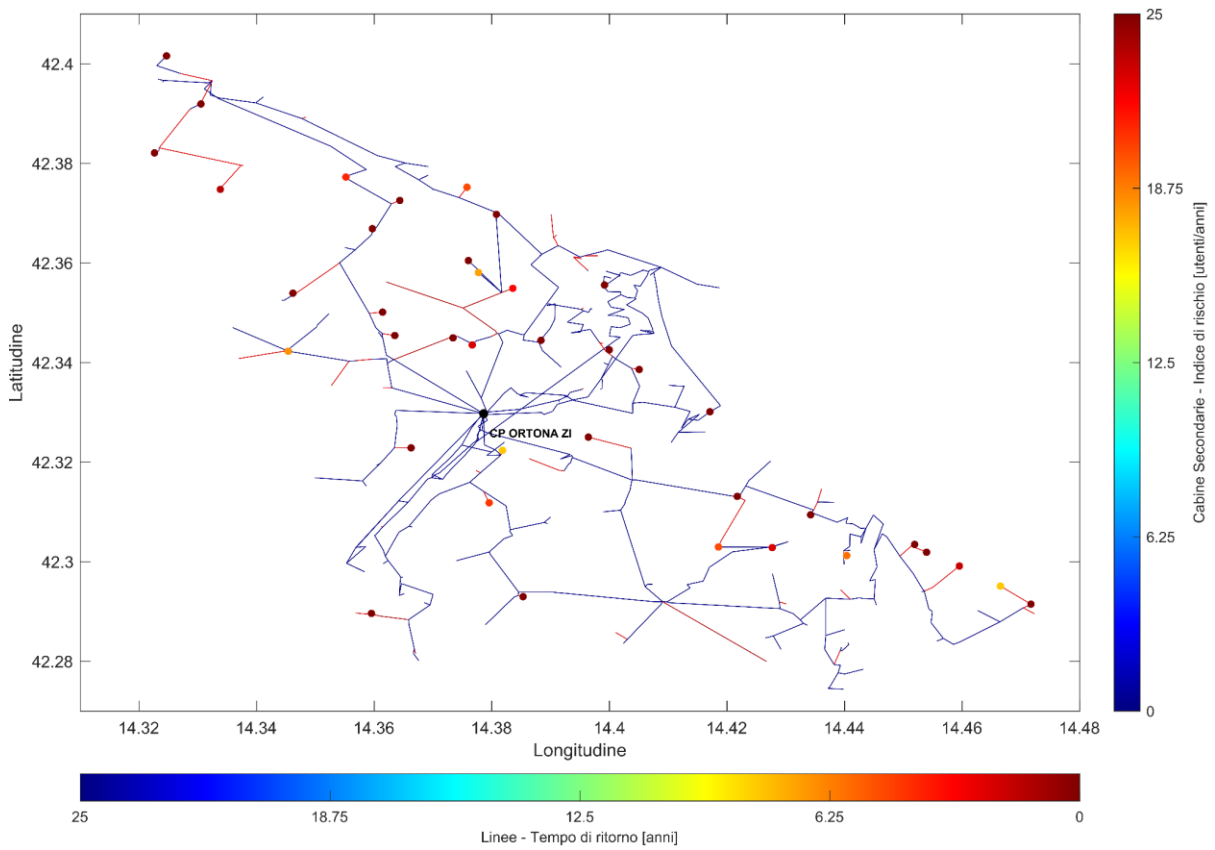 42.4
42.38
42.36
42.34
42.32
42.3
42.28
Latitudine
CP ORTONA ZI
14.32 14.34 14.36 14.38 14.4 14.42 14.44 14.46 14.48
Longitudine
25
18.75
12.5
6.25
0
Cabine Secondarie - Indice di rischio [utenti/anni]
25 18.75 12.5 6.25 0
Linee - Tempo di ritorno [anni]